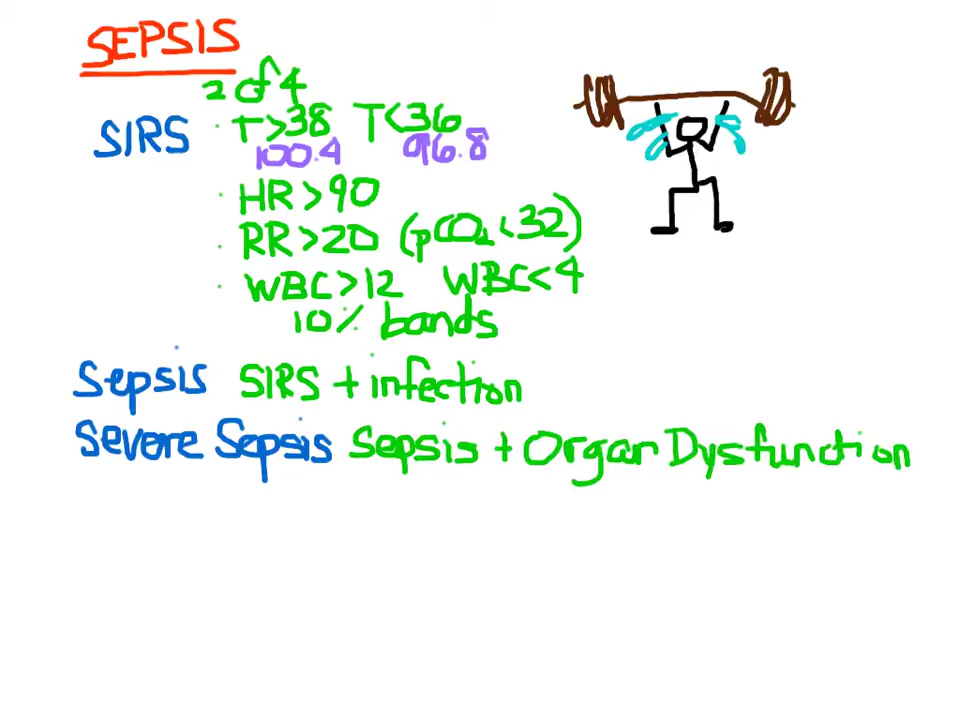 SEPSIS
2 of 4
SIRS
T>38 T<36
100.4 96.8
HR>90
RR>20 (pCO₂<32)
WBC>12 WBC<4
10% bands
Sepsis SIRS + infection
Severe Sepsis Sepsis + Organ Dysfunction